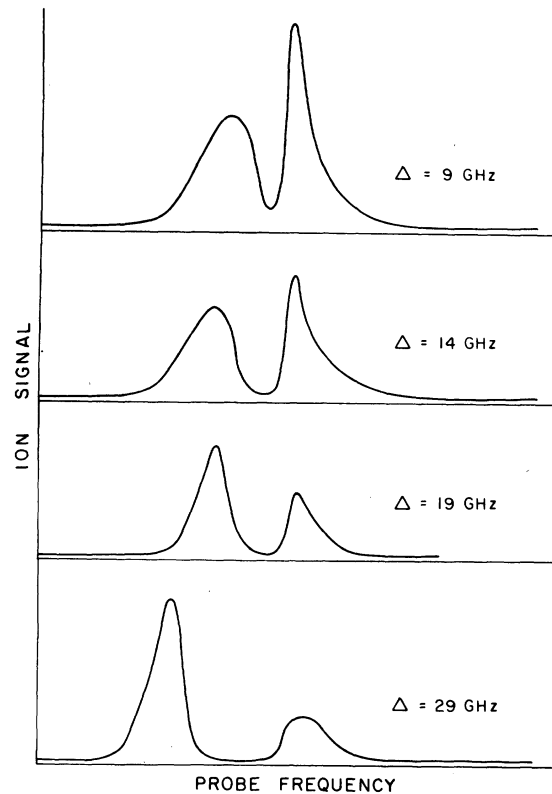 Δ = 9 GHz
Δ = 14 GHz
Δ = 19 GHz
Δ = 29 GHz
ION SIGNAL
PROBE FREQUENCY